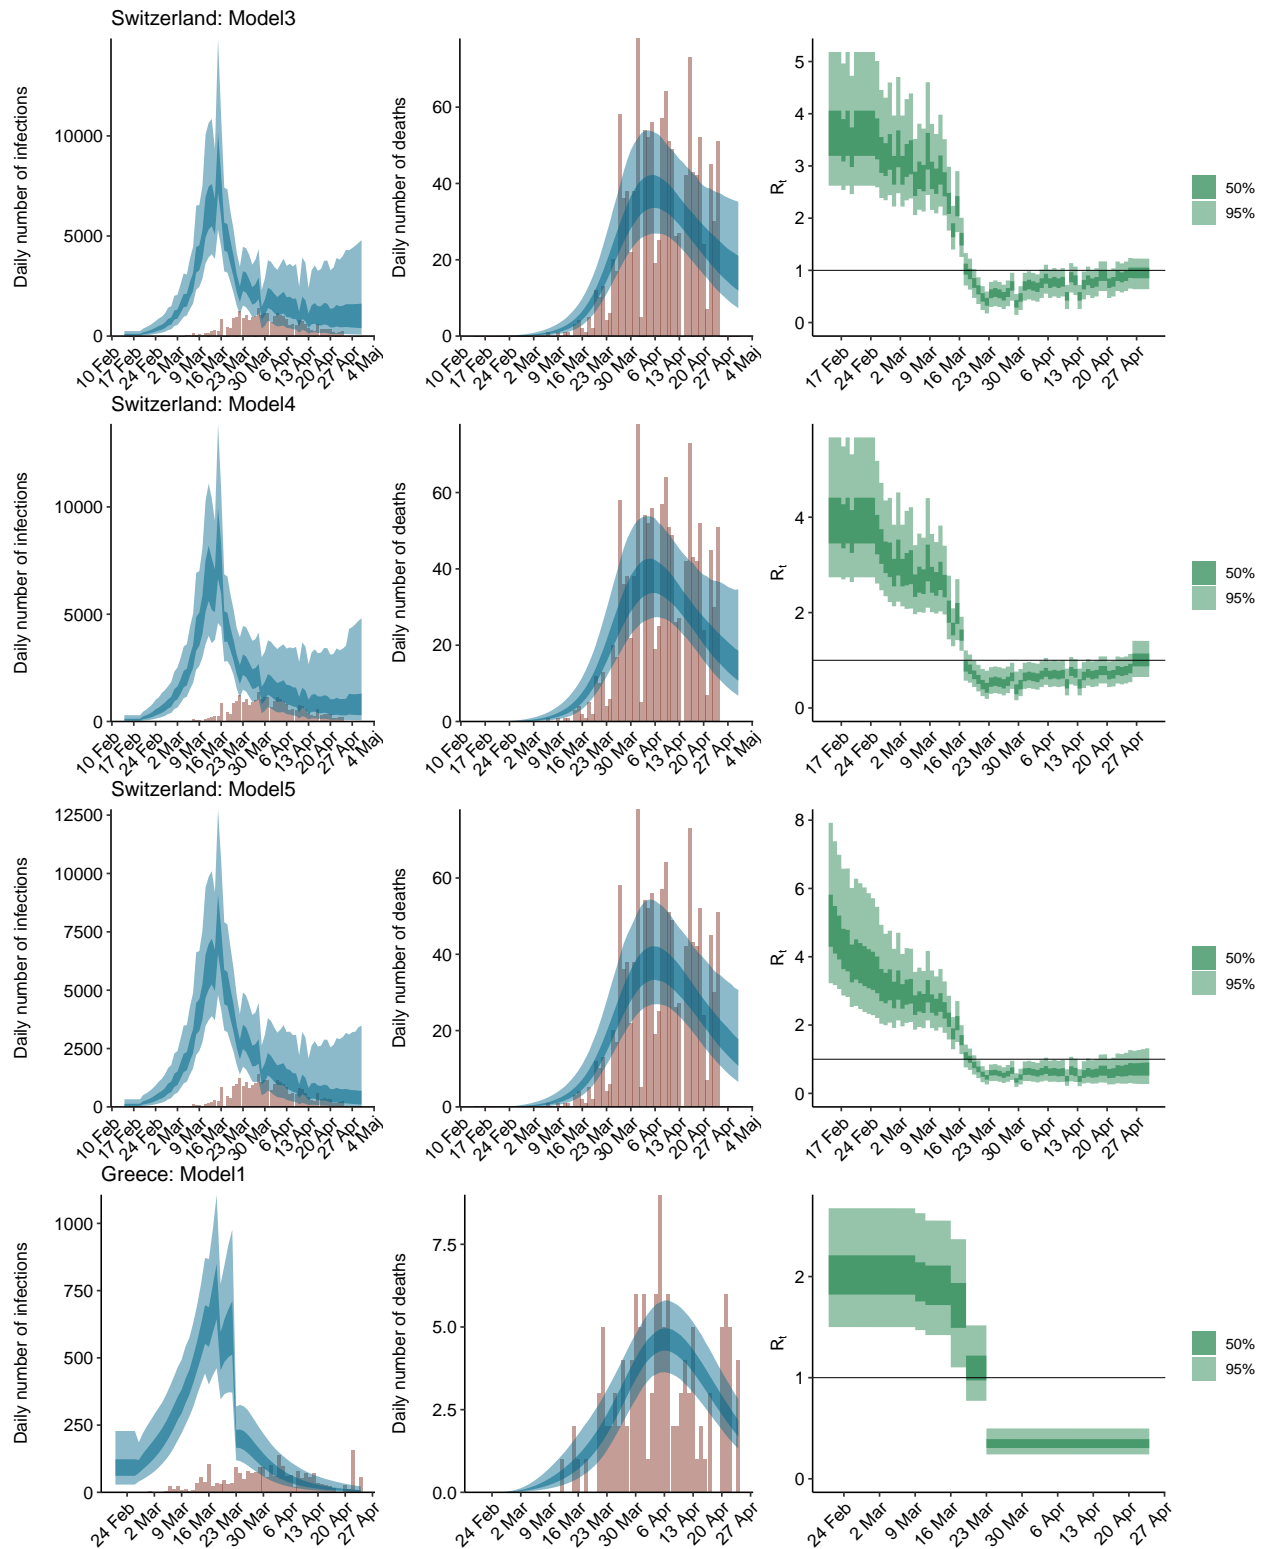 Switzerland: Model3
Daily number of infections
10000
5000
0
10 Feb 17 Feb 24 Feb 2 Mar 9 Mar 16 Mar 23 Mar 30 Mar 6 Apr 13 Apr 20 Apr 27 Apr 4 Maj
Daily number of deaths
60
40
20
0
10 Feb 17 Feb 24 Feb 2 Mar 9 Mar 16 Mar 23 Mar 30 Mar 6 Apr 13 Apr 20 Apr 27 Apr 4 Maj
Rt
5
4
3
2
1
0
17 Feb 24 Feb 2 Mar 9 Mar 16 Mar 23 Mar 30 Mar 6 Apr 13 Apr 20 Apr 27 Apr
50%
95%
Switzerland: Model4
Daily number of infections
10000
5000
0
10 Feb 17 Feb 24 Feb 2 Mar 9 Mar 16 Mar 23 Mar 30 Mar 6 Apr 13 Apr 20 Apr 27 Apr 4 Maj
Daily number of deaths
60
40
20
0
10 Feb 17 Feb 24 Feb 2 Mar 9 Mar 16 Mar 23 Mar 30 Mar 6 Apr 13 Apr 20 Apr 27 Apr 4 Maj
Rt
4
2
0
17 Feb 24 Feb 2 Mar 9 Mar 16 Mar 23 Mar 30 Mar 6 Apr 13 Apr 20 Apr 27 Apr
50%
95%
Switzerland: Model5
Daily number of infections
12500
10000
7500
5000
2500
0
10 Feb 17 Feb 24 Feb 2 Mar 9 Mar 16 Mar 23 Mar 30 Mar 6 Apr 13 Apr 20 Apr 27 Apr 4 Maj
Daily number of deaths
60
40
20
0
10 Feb 17 Feb 24 Feb 2 Mar 9 Mar 16 Mar 23 Mar 30 Mar 6 Apr 13 Apr 20 Apr 27 Apr 4 Maj
Rt
8
6
4
2
0
17 Feb 24 Feb 2 Mar 9 Mar 16 Mar 23 Mar 30 Mar 6 Apr 13 Apr 20 Apr 27 Apr
50%
95%
Greece: Model1
Daily number of infections
1000
750
500
250
0
24 Feb 2 Mar 9 Mar 16 Mar 23 Mar 30 Mar 6 Apr 13 Apr 20 Apr 27 Apr
Daily number of deaths
7.5
5.0
2.5
0.0
24 Feb 2 Mar 9 Mar 16 Mar 23 Mar 30 Mar 6 Apr 13 Apr 20 Apr 27 Apr
Rt
2
1
0
24 Feb 2 Mar 9 Mar 16 Mar 23 Mar 30 Mar 6 Apr 13 Apr 20 Apr 27 Apr
50%
95%